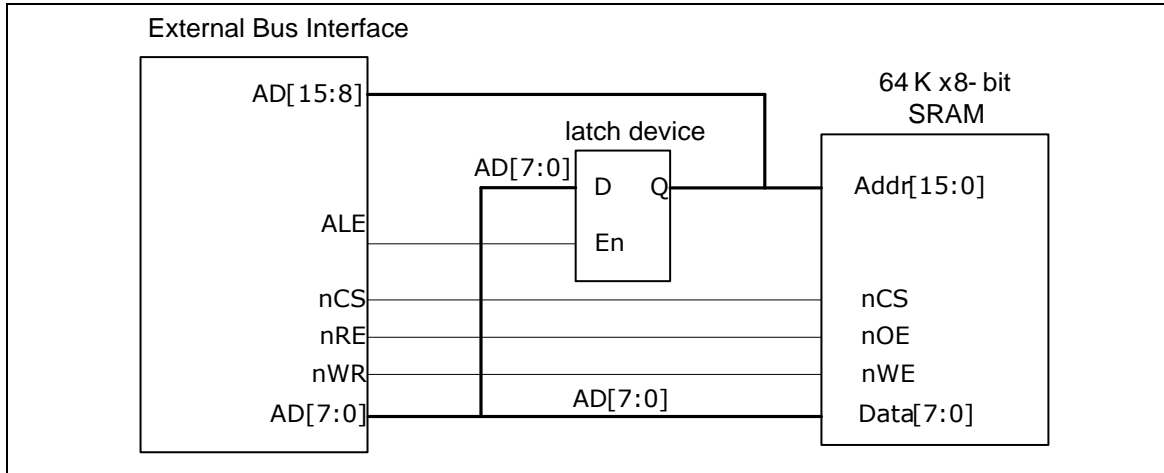 External Bus Interface
AD[15:8]
ALE
nCS
nRE
nWR
AD[7:0]
latch device
AD[7:0]
D Q
En
AD[7:0]
64 K x8- bit
SRAM
Addr[15:0]
nCS
nOE
nWE
Data[7:0]